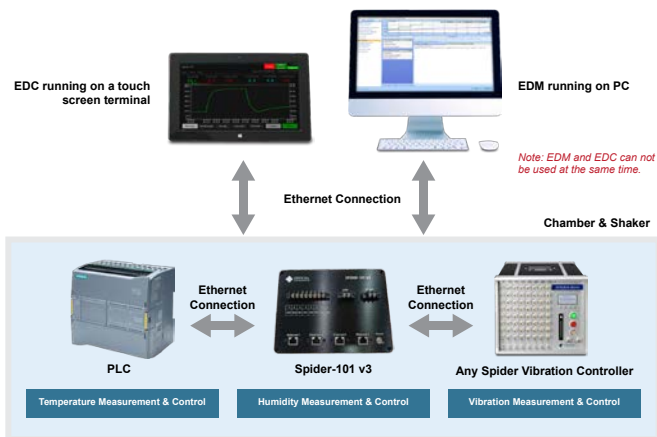 EDC running on a touch
screen terminal
EDM running on PC
Note: EDM and EDC can not
be used at the same time.
Ethernet Connection
Chamber & Shaker
Ethernet
Connection
Ethernet
Connection
PLC
Spider-101 v3
Any Spider Vibration Controller
Temperature Measurement & Control
Humidity Measurement & Control
Vibration Measurement & Control